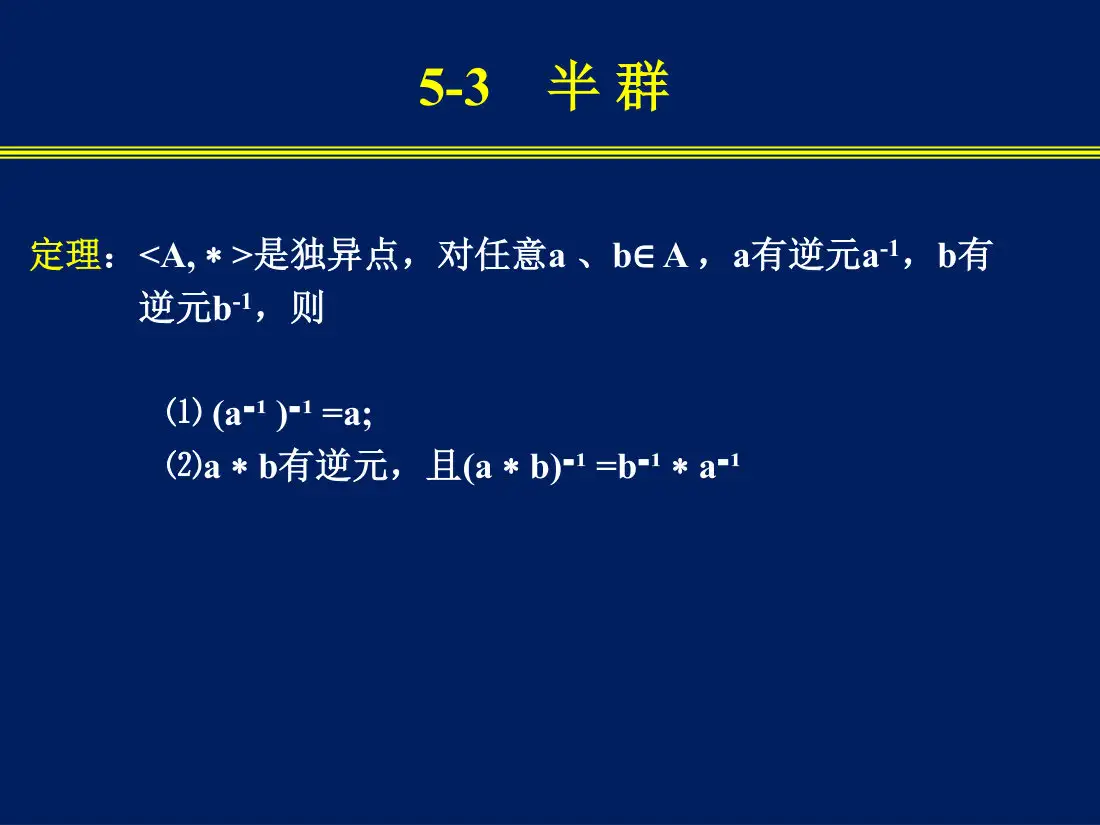 5-3 半 群
定理：<A,＊>是独异点，对任意a 、b∈ A ，a有逆元a⁻¹，b有
逆元b⁻¹，则
⑴ (a⁻¹ )⁻¹ =a;
⑵a＊b有逆元，且(a＊b)⁻¹ =b⁻¹＊a⁻¹